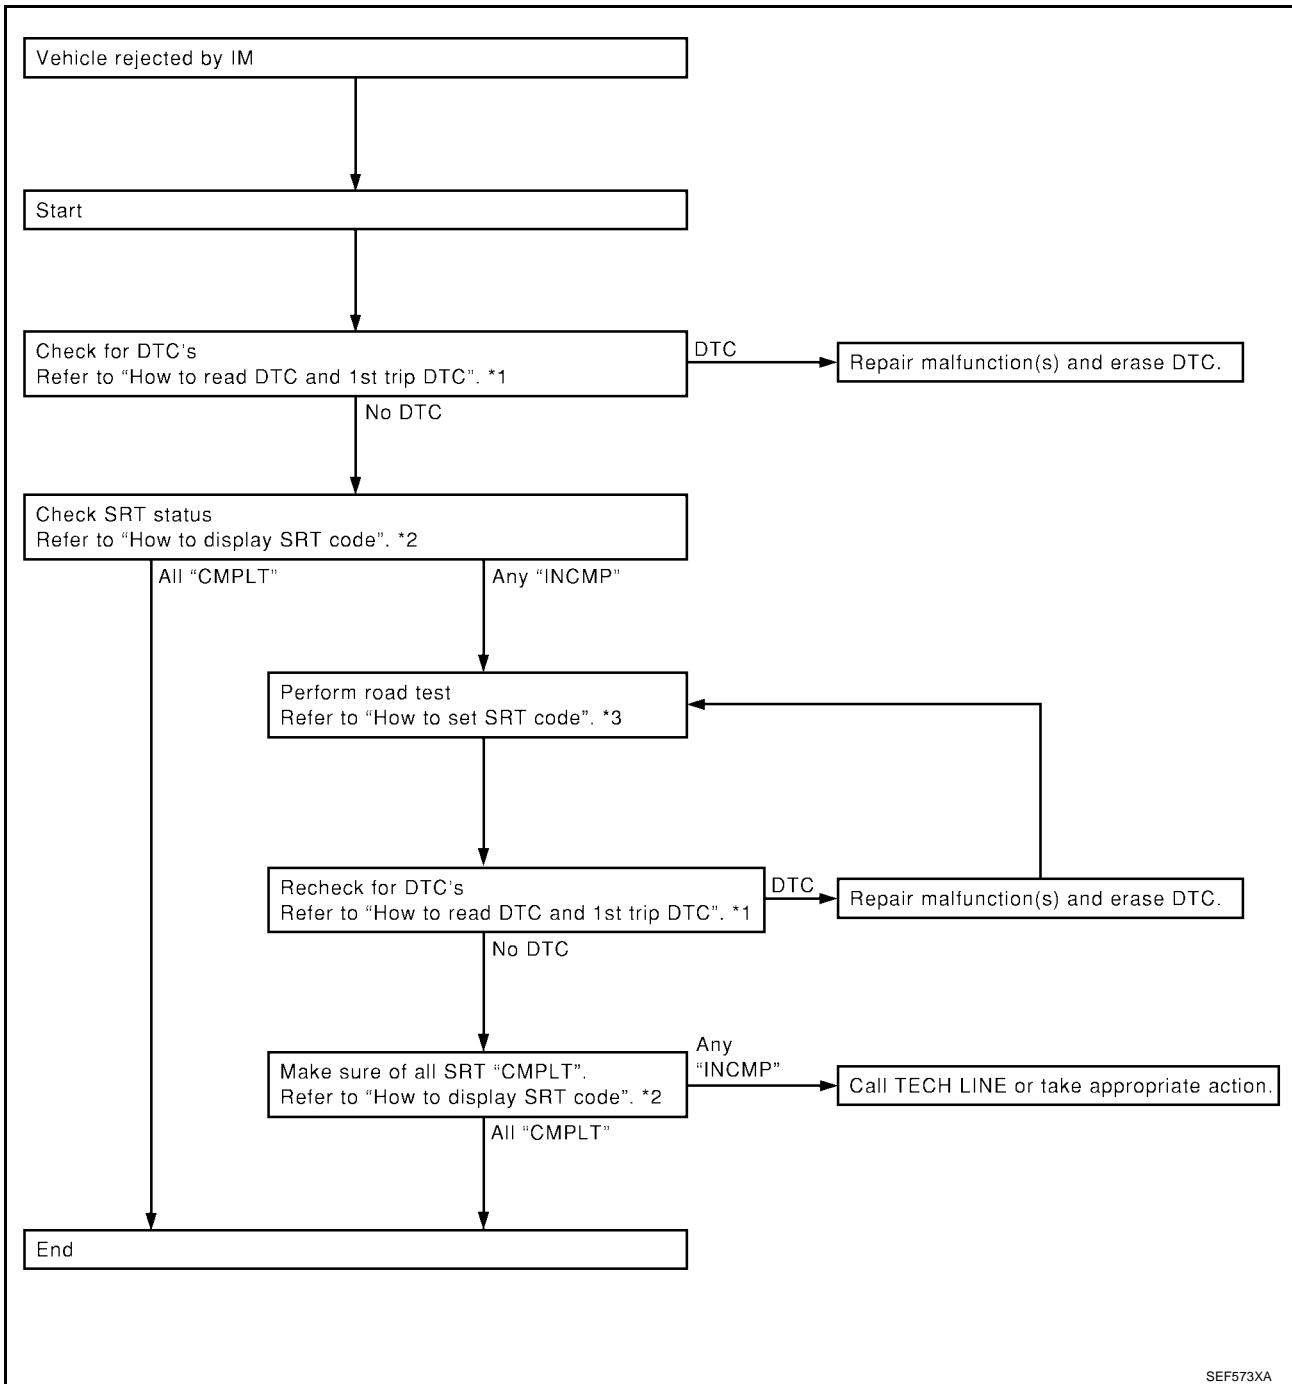 Vehicle rejected by IM
Start
Check for DTC's
Refer to “How to read DTC and 1st trip DTC”. *1
DTC
Repair malfunction(s) and erase DTC.
No DTC
Check SRT status
Refer to “How to display SRT code”. *2
All “CMPLT”
Any “INCMP”
Perform road test
Refer to “How to set SRT code”. *3
Recheck for DTC's
Refer to “How to read DTC and 1st trip DTC”. *1
DTC
Repair malfunction(s) and erase DTC.
No DTC
Make sure of all SRT “CMPLT”.
Refer to “How to display SRT code”. *2
Any
“INCMP”
Call TECH LINE or take appropriate action.
All “CMPLT”
End
SEF573XA